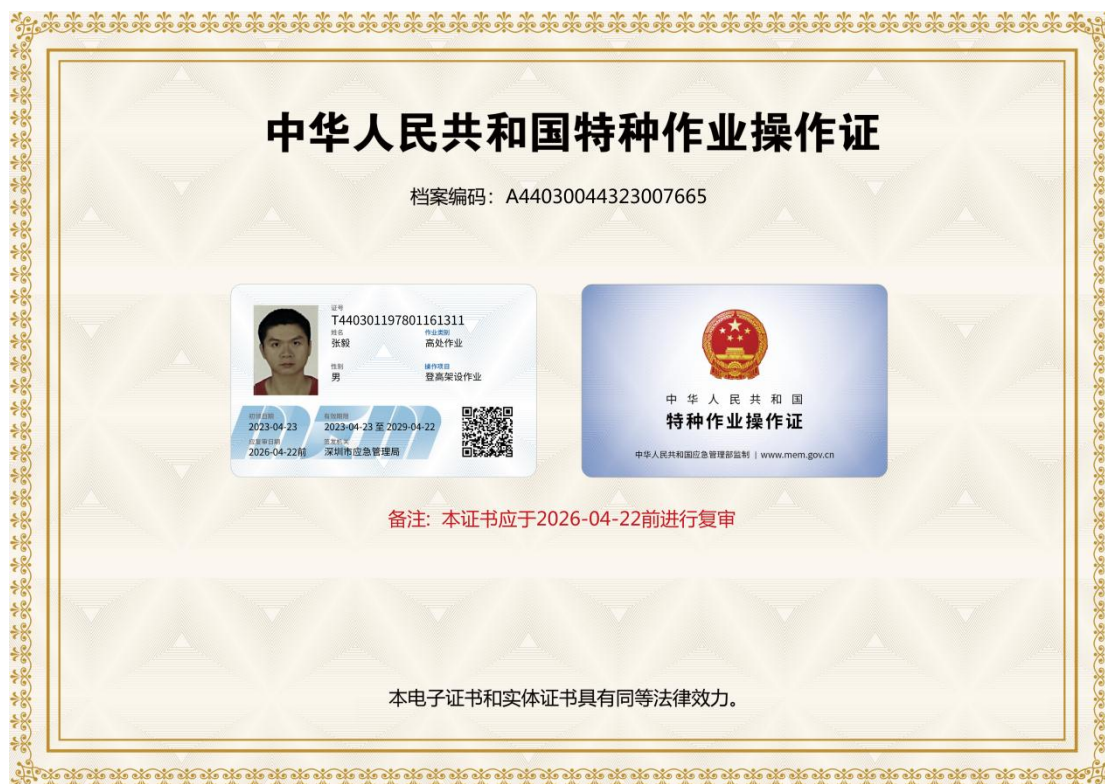 中华人民共和国特种作业操作证
档案编码：A44030044323007665
证号
T440301197801161311
姓名 作业类别
张毅 高处作业
性别 操作项目
男 登高架设作业
初领日期 有效期限
2023-04-23 2023-04-23 至 2029-04-22
应复审日期 签发机关
2026-04-22前 深圳市应急管理局
中华人民共和国
特种作业操作证
中华人民共和国应急管理部监制 | www.mem.gov.cn
备注: 本证书应于2026-04-22前进行复审
本电子证书和实体证书具有同等法律效力。